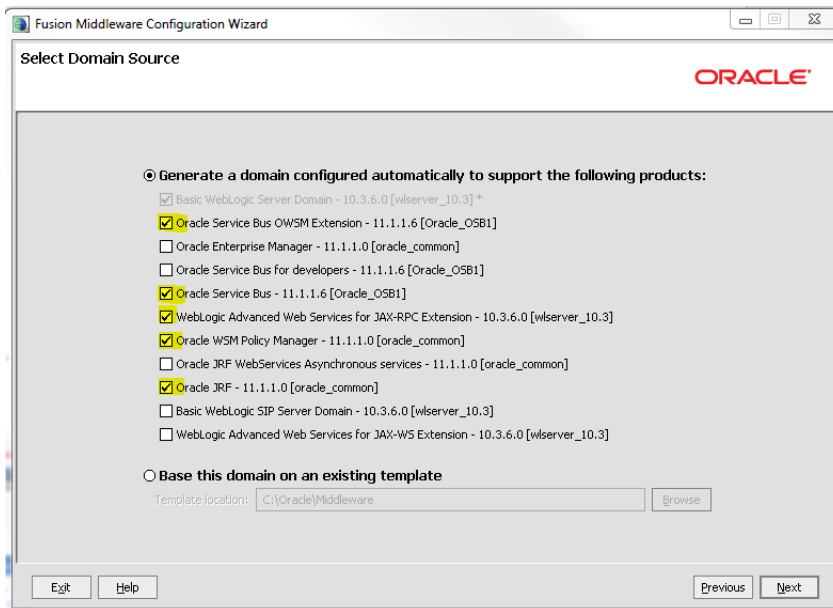 Fusion Middleware Configuration Wizard
Select Domain Source
ORACLE
Generate a domain configured automatically to support the following products:
Basic WebLogic Server Domain - 10.3.6.0 [wlserver_10.3] *
Oracle Service Bus OWSM Extension - 11.1.1.6 [Oracle_OSB1]
Oracle Enterprise Manager - 11.1.1.0 [oracle_common]
Oracle Service Bus for developers - 11.1.1.6 [Oracle_OSB1]
Oracle Service Bus - 11.1.1.6 [Oracle_OSB1]
WebLogic Advanced Web Services for JAX-RPC Extension - 10.3.6.0 [wlserver_10.3]
Oracle WSM Policy Manager - 11.1.1.0 [oracle_common]
Oracle JRF WebServices Asynchronous services - 11.1.1.0 [oracle_common]
Oracle JRF - 11.1.1.0 [oracle_common]
Basic WebLogic SIP Server Domain - 10.3.6.0 [wlserver_10.3]
WebLogic Advanced Web Services for JAX-WS Extension - 10.3.6.0 [wlserver_10.3]
Base this domain on an existing template
Template location: C:\Oracle\Middleware Browse
Exit Help Previous Next